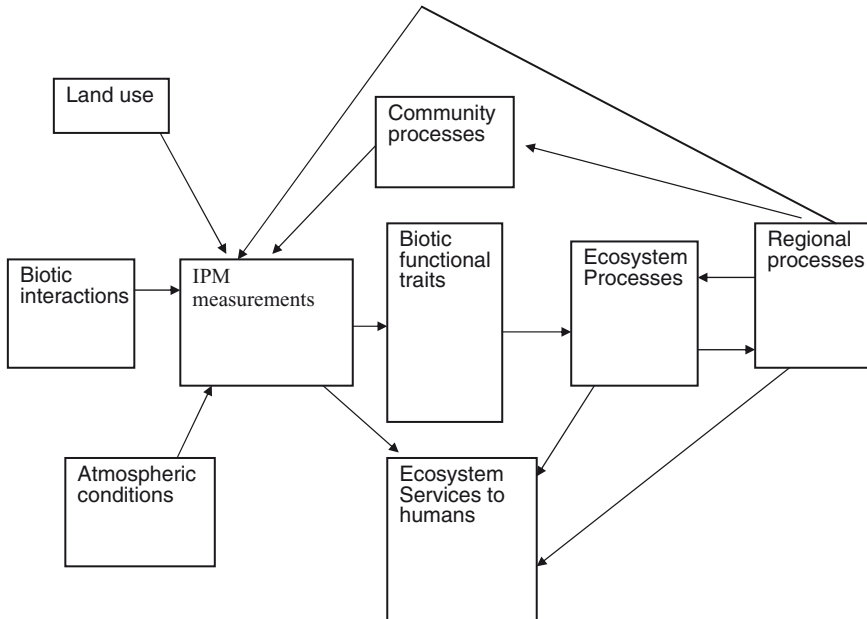 Land use
Community
processes
Biotic
interactions
IPM
measurements
Biotic
functional
traits
Ecosystem
Processes
Regional
processes
Atmospheric
conditions
Ecosystem
Services to
humans